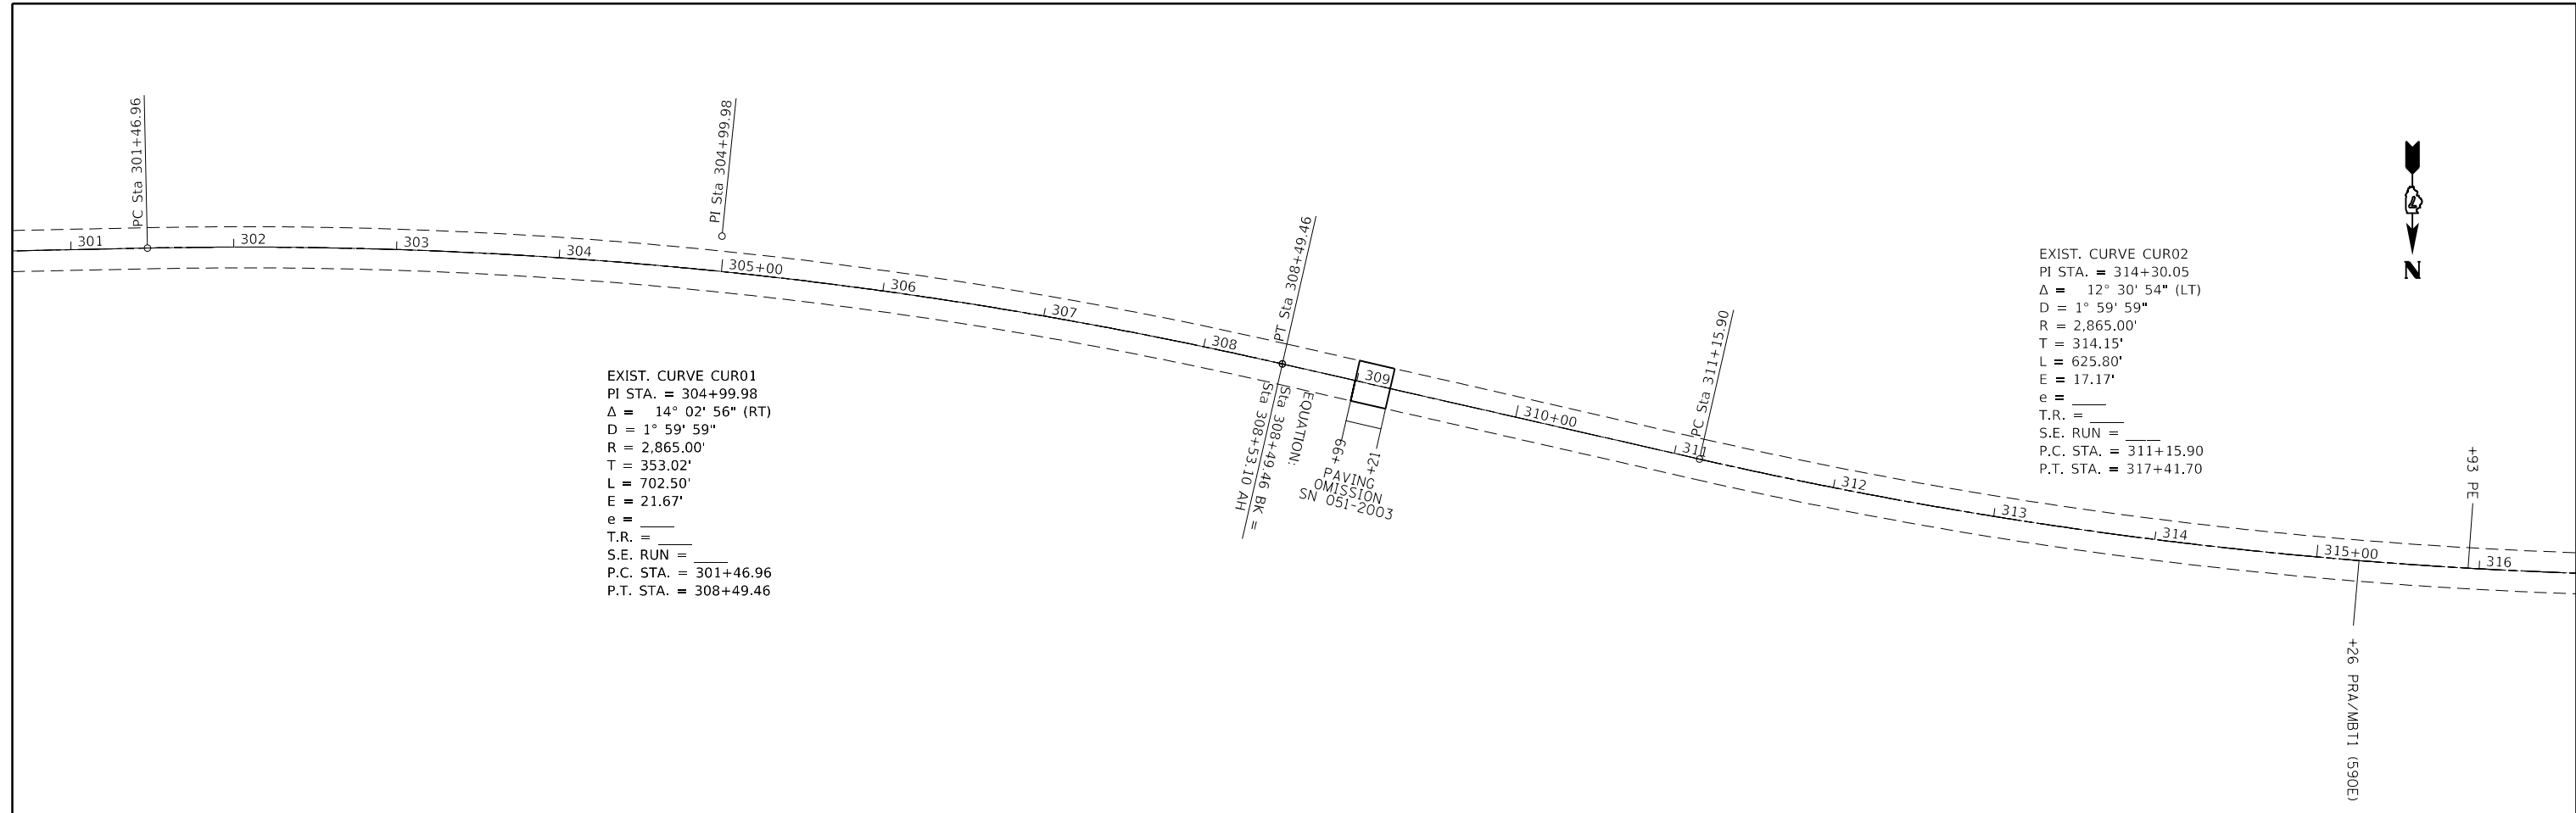 PC Sta 301+46.96
PI Sta 304+99.98
PT Sta 308+49.46
PC Sta 311+15.90
301
302
303
304
305+00
306
307
308
309
310+00
311
312
313
314
315+00
316
EQUATION:
Sta 308+49.46 BK =
Sta 308+53.10 AH
+99
+21
PAVING
OMISSION
SN 051-2003
+93 PE
+26 PRA/MBT1 (590E)
EXIST. CURVE CUR01
PI STA. = 304+99.98
Δ = 14° 02' 56" (RT)
D = 1° 59' 59"
R = 2,865.00'
T = 353.02'
L = 702.50'
E = 21.67'
e = ____
T.R. = ____
S.E. RUN = ____
P.C. STA. = 301+46.96
P.T. STA. = 308+49.46
EXIST. CURVE CUR02
PI STA. = 314+30.05
Δ = 12° 30' 54" (LT)
D = 1° 59' 59"
R = 2,865.00'
T = 314.15'
L = 625.80'
E = 17.17'
e = ____
T.R. = ____
S.E. RUN = ____
P.C. STA. = 311+15.90
P.T. STA. = 317+41.70
N